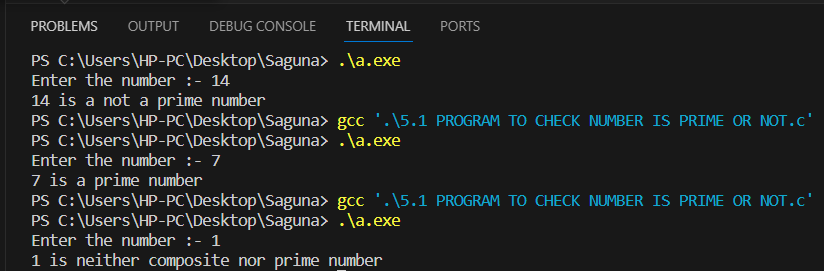 PROBLEMS OUTPUT DEBUG CONSOLE TERMINAL PORTS
PS C:\Users\HP-PC\Desktop\Saguna> .\a.exe
Enter the number :- 14
14 is a not a prime number
PS C:\Users\HP-PC\Desktop\Saguna> gcc '.\5.1 PROGRAM TO CHECK NUMBER IS PRIME OR NOT.c'
PS C:\Users\HP-PC\Desktop\Saguna> .\a.exe
Enter the number :- 7
7 is a prime number
PS C:\Users\HP-PC\Desktop\Saguna> gcc '.\5.1 PROGRAM TO CHECK NUMBER IS PRIME OR NOT.c'
PS C:\Users\HP-PC\Desktop\Saguna> .\a.exe
Enter the number :- 1
1 is neither composite nor prime number